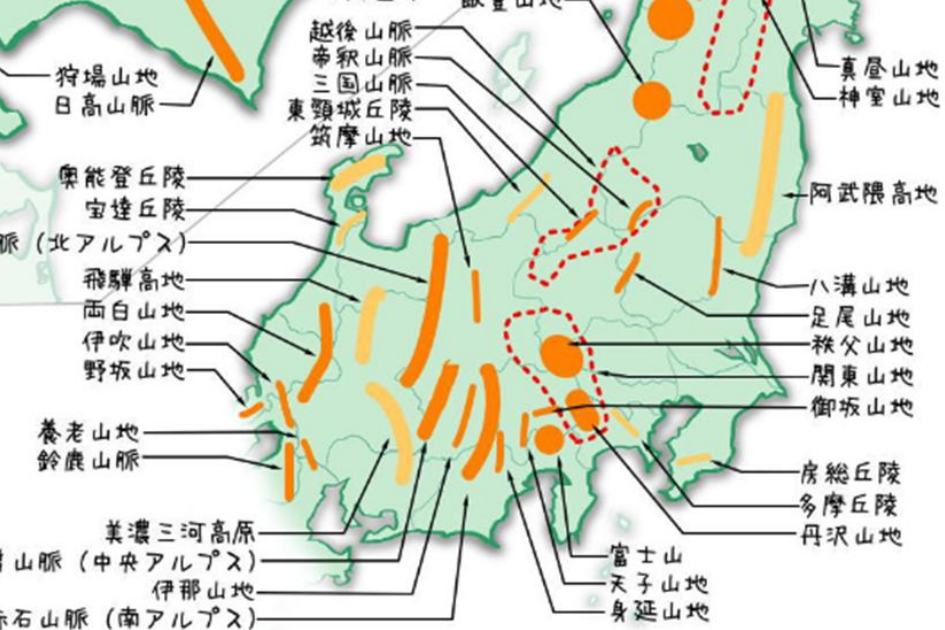 越後山脈
帝釈山脈
三国山脈
東頸城丘陵
筑摩山地
狩場山地
日高山脈
真昼山地
神室山地
奥能登丘陵
宝達丘陵
脈（北アルプス）
飛騨高地
両白山地
伊吹山地
野坂山地
養老山地
鈴鹿山脈
阿武隈高地
八溝山地
足尾山地
秩父山地
関東山地
御坂山地
房総丘陵
多摩丘陵
丹沢山地
美濃三河高原
山脈（中央アルプス）
伊那山地
石山脈（南アルプス）
富士山
天子山地
身延山地